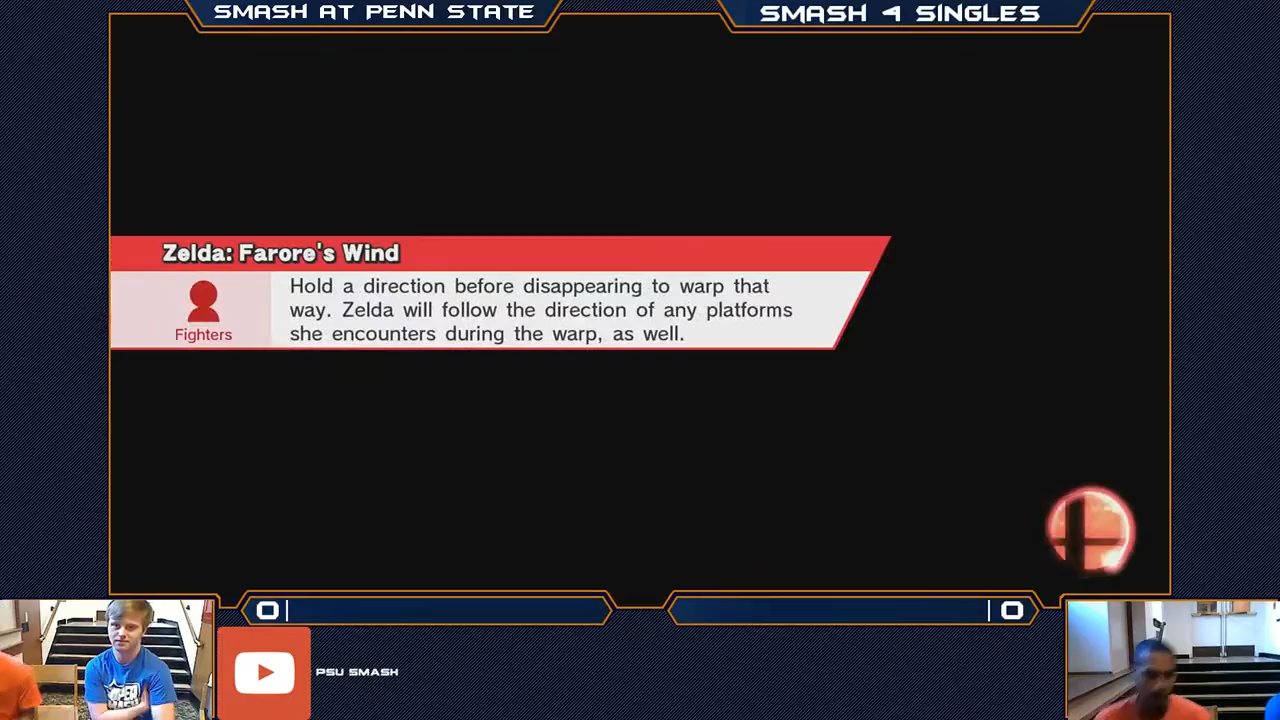 SMASH AT PENN STATE
SMASH 4 SINGLES
Zelda: Farore's Wind
Hold a direction before disappearing to warp that
way. Zelda will follow the direction of any platforms
she encounters during the warp, as well.
Fighters
0
0
PSU SMASH